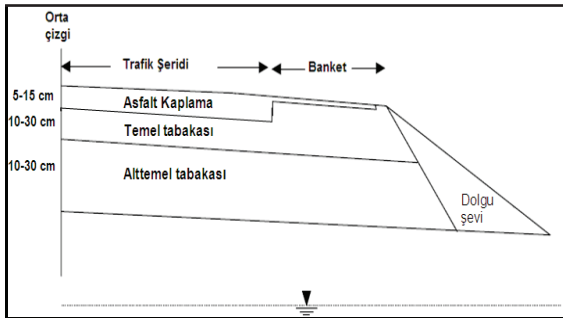 Orta
çizgi
Trafik Şeridi
Banket
5-15 cm
Asfalt Kaplama
10-30 cm
Temel tabakası
10-30 cm
Alttemel tabakası
Dolgu
şevi